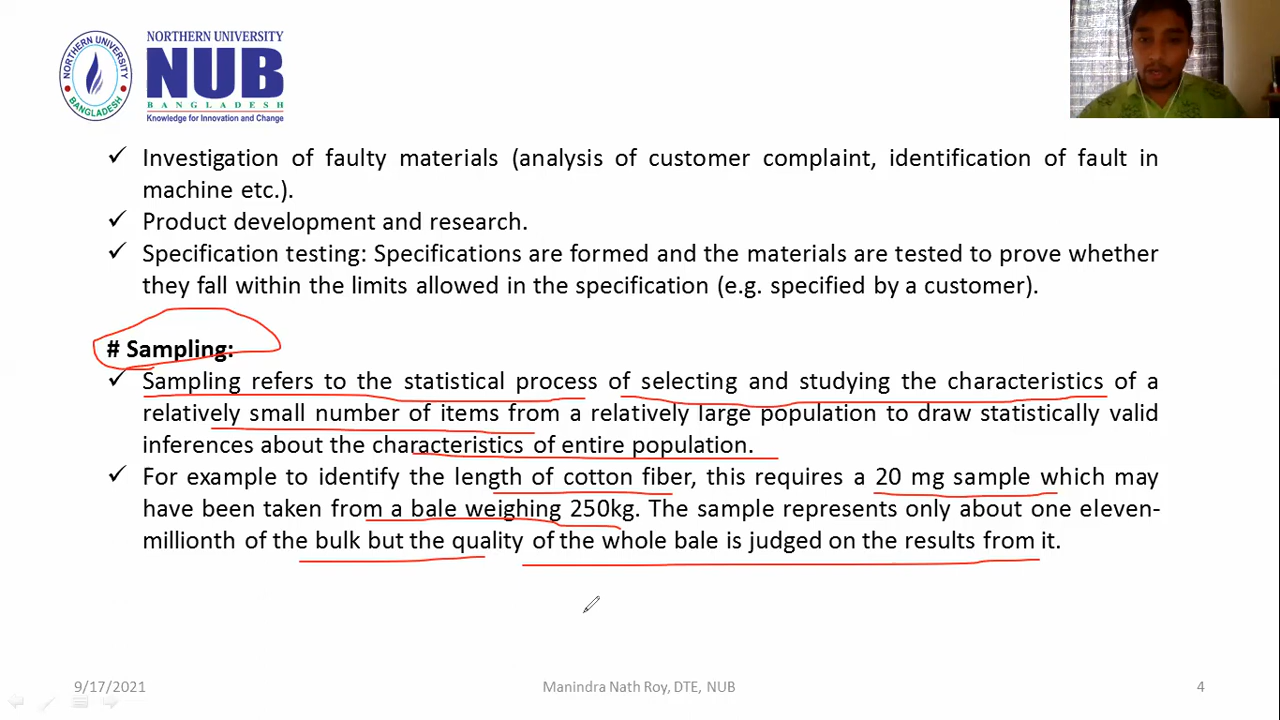 NORTHERN UNIVERSITY
BANGLADESH
NORTHERN UNIVERSITY
NUB
BANGLADESH
Knowledge for Innovation and Change
✓ Investigation of faulty materials (analysis of customer complaint, identification of fault in
machine etc.).
✓ Product development and research.
✓ Specification testing: Specifications are formed and the materials are tested to prove whether
they fall within the limits allowed in the specification (e.g. specified by a customer).
# Sampling:
✓ Sampling refers to the statistical process of selecting and studying the characteristics of a
relatively small number of items from a relatively large population to draw statistically valid
inferences about the characteristics of entire population.
✓ For example to identify the length of cotton fiber, this requires a 20 mg sample which may
have been taken from a bale weighing 250kg. The sample represents only about one eleven-
millionth of the bulk but the quality of the whole bale is judged on the results from it.
9/17/2021
Manindra Nath Roy, DTE, NUB
4